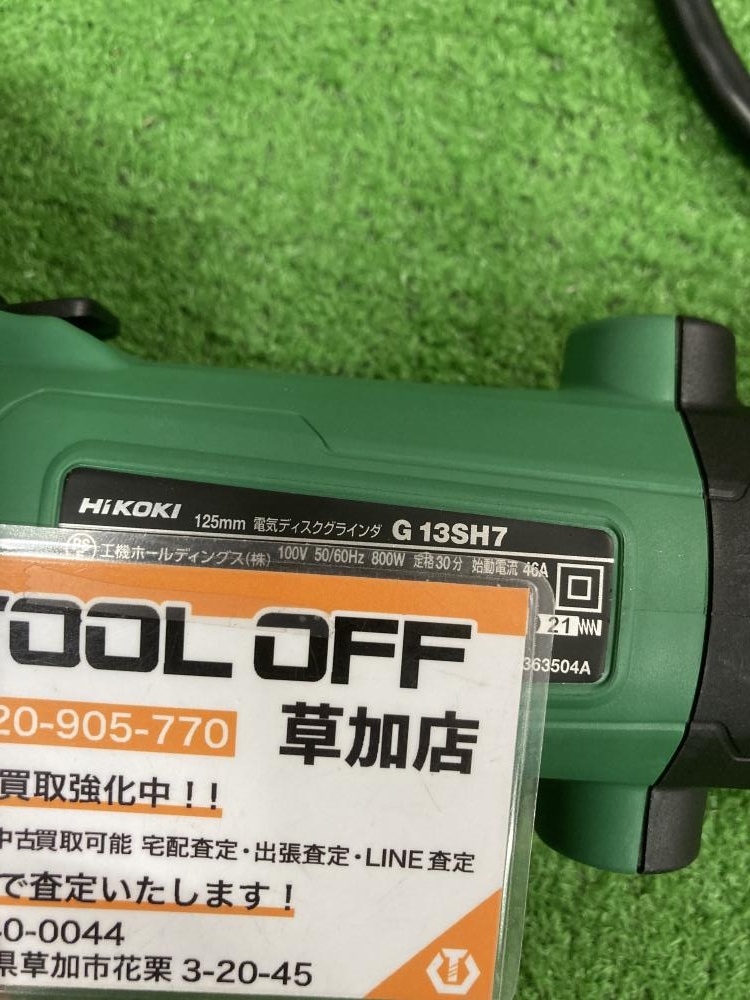 HiKOKI 125mm 電気ディスクグラインダ G 13SH7
PS E 工機ホールディングス(株) 100V 50/60Hz 800W 定格30分 始動電流 46A
21
363504A
TOOL OFF
20-905-770 草加店
買取強化中!!
中古買取可能 宅配査定・出張査定・LINE査定
で査定いたします!
40-0044
県草加市花栗 3-20-45